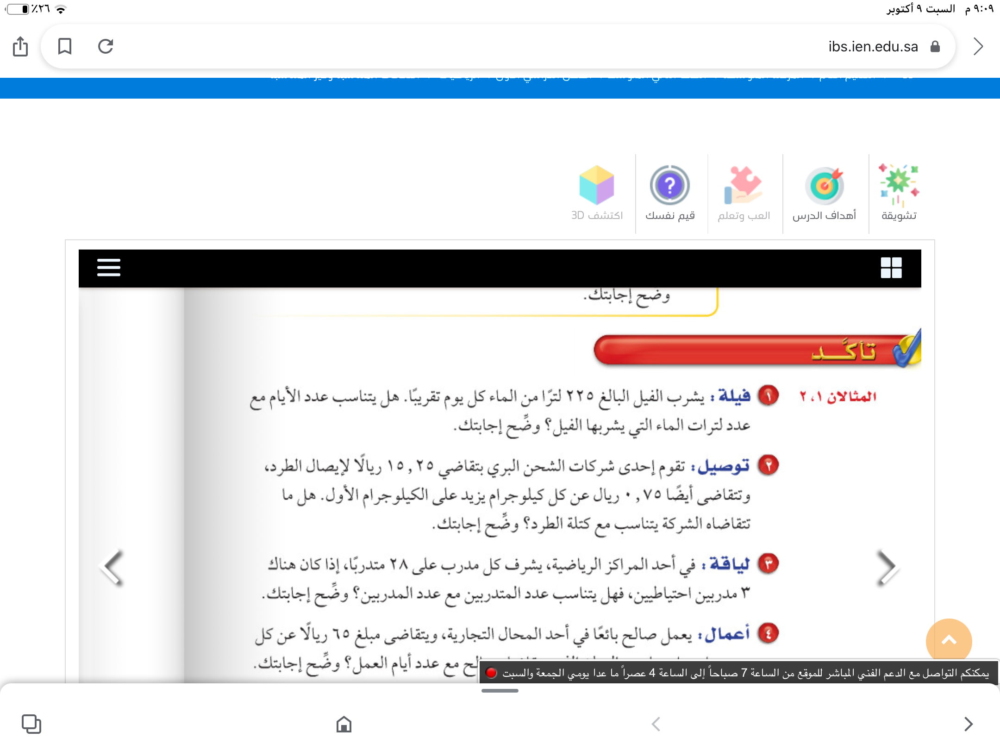 ٩:٠٩ م السبت ٩ أكتوبر
٢٦٪
ibs.ien.edu.sa
تشويقة
أهداف الدرس
العب وتعلم
قيم نفسك
اكتشف 3D
وضح إجابتك.
تأكَّـــد
المثالان ١، ٢
١ فيلة : يشرب الفيل البالغ ٢٢٥ لترًا من الماء كل يوم تقريبًا. هل يتناسب عدد الأيام مع
عدد لترات الماء التي يشربها الفيل؟ وضِّح إجابتك.
٢ توصيل : تقوم إحدى شركات الشحن البري بتقاضي ١٥,٢٥ ريالًا لإيصال الطرد،
وتتقاضى أيضًا ٠,٧٥ ريال عن كل كيلوجرام يزيد على الكيلوجرام الأول. هل ما
تتقاضاه الشركة يتناسب مع كتلة الطرد؟ وضِّح إجابتك.
٣ لياقة : في أحد المراكز الرياضية، يشرف كل مدرب على ٢٨ متدربًا، إذا كان هناك
٣ مدربين احتياطيين، فهل يتناسب عدد المتدربين مع عدد المدربين؟ وضِّح إجابتك.
٤ أعمال : يعمل صالح بائعًا في أحد المحال التجارية، ويتقاضى مبلغ ٦٥ ريالًا عن كل
مع عدد أيام العمل؟ وضِّح إجابتك.
يمكنكم التواصل مع الدعم الفني المباشر للموقع من الساعة 7 صباحاً إلى الساعة 4 عصراً ما عدا يومي الجمعة والسبت